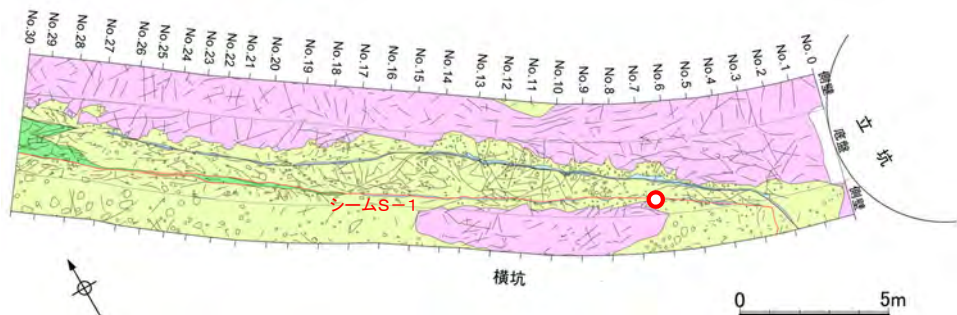 No.30
No.29
No.28
No.27
No.26
No.25
No.24
No.23
No.22
No.21
No.20
No.19
No.18
No.17
No.16
No.15
No.14
No.13
No.12
No.11
No.10
No.9
No.8
No.7
No.6
No.5
No.4
No.3
No.2
No.1
No.0
側壁
底盤
側壁
立坑
シームS-1
横坑
0 5m